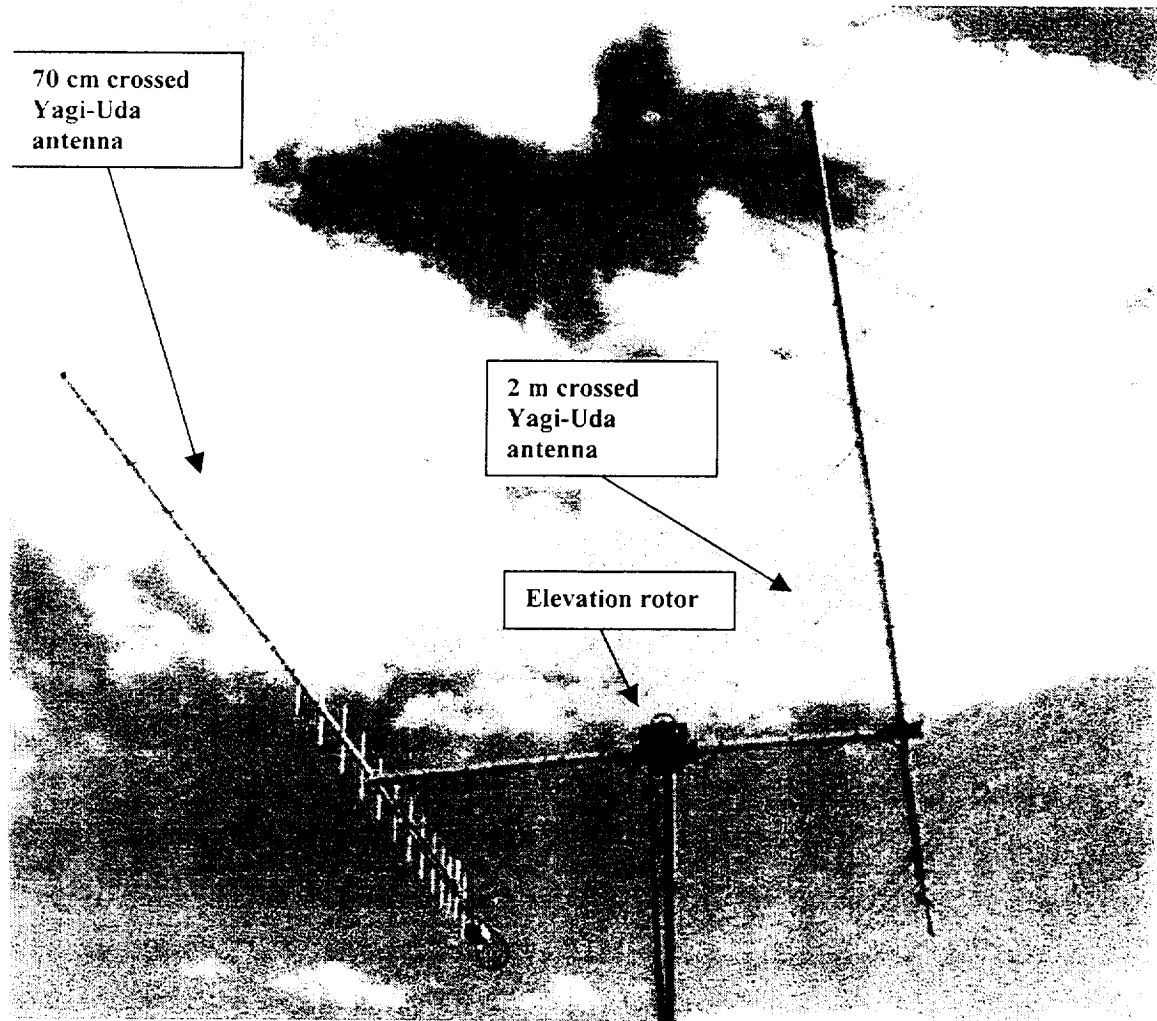 70 cm crossed
Yagi-Uda
antenna
2 m crossed
Yagi-Uda
antenna
Elevation rotor